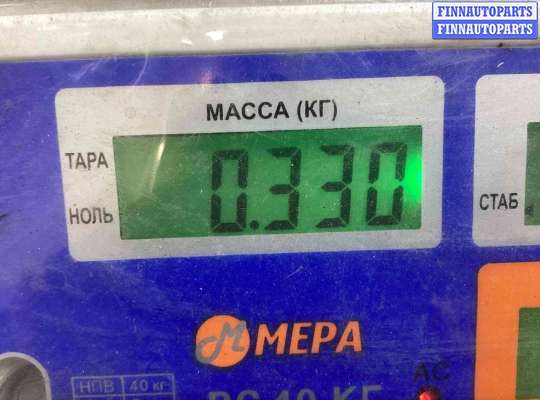 FINNAUTOPARTS
FINNAUTOPARTS
МАССА (КГ)
ТАРА
0.330
НОЛЬ
СТАБ
МЕРА
АС
НПВ 40 кг